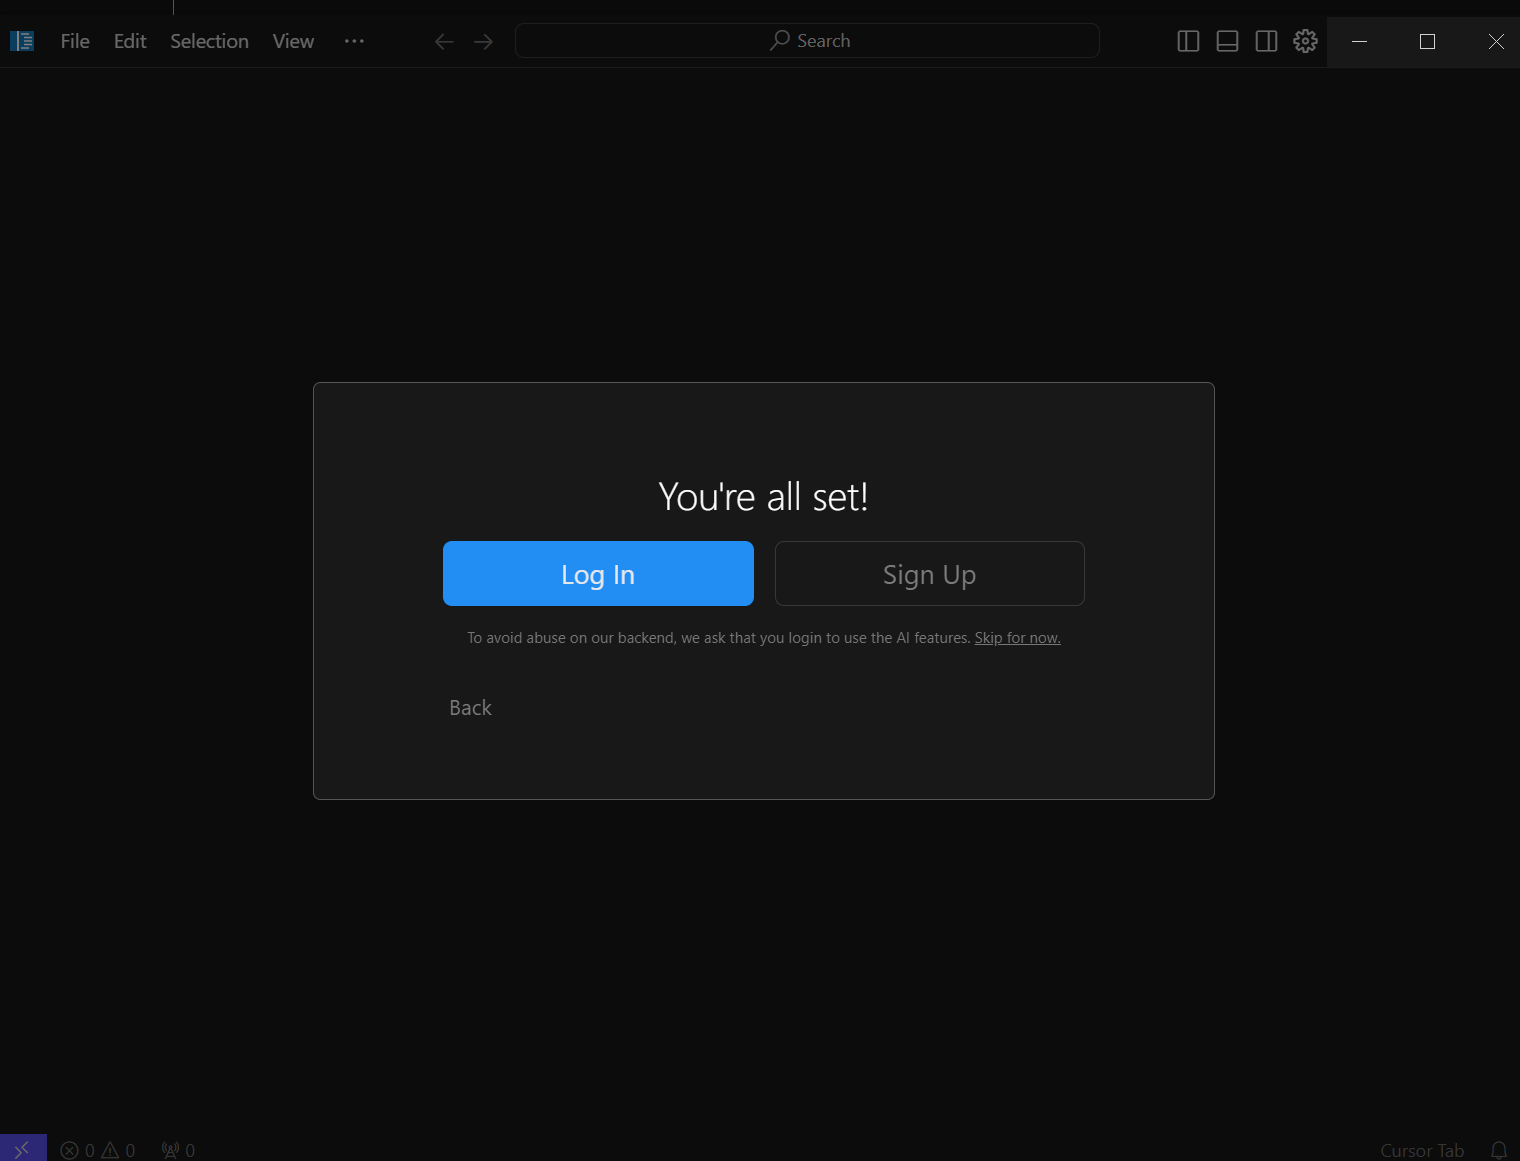 File Edit Selection View ··· Search
You're all set!
Log In Sign Up
To avoid abuse on our backend, we ask that you login to use the AI features. Skip for now.
Back
0 0 0 Cursor Tab